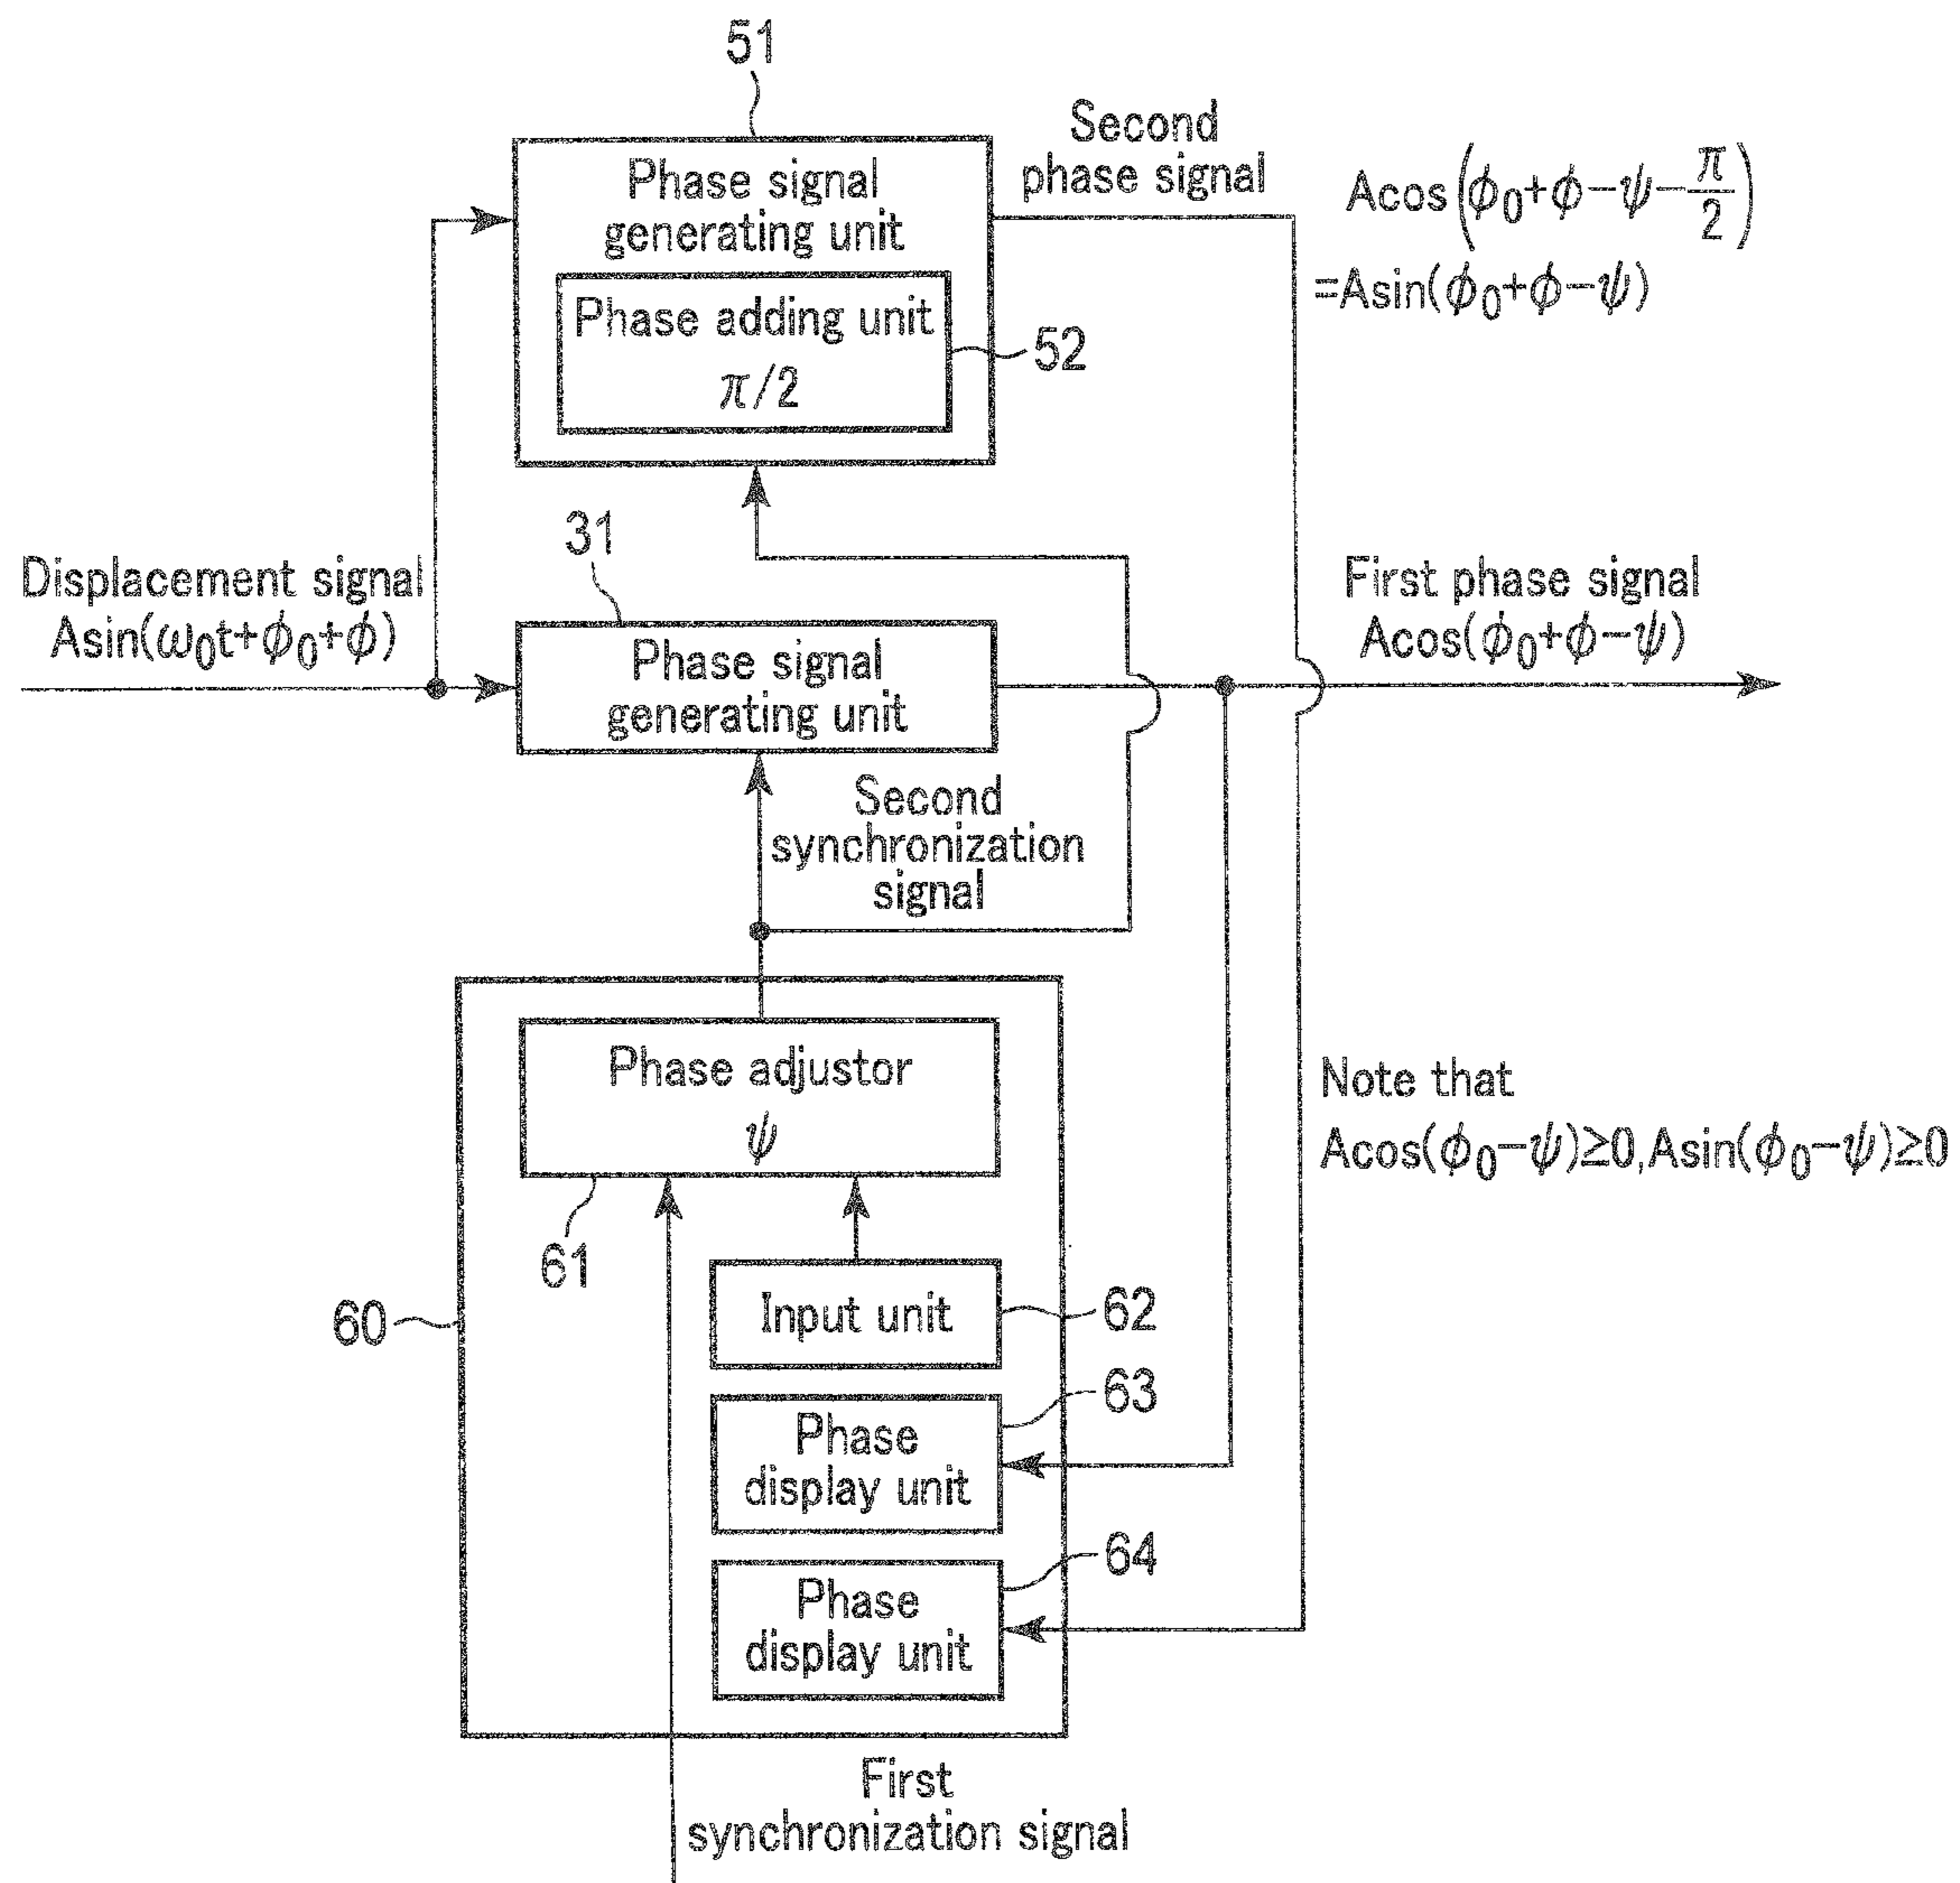 51
Second
phase signal
Phase signal
generating unit
Phase adding unit
π/2
52
Acos(ϕ0+ϕ−ψ−π/2)
=Asin(ϕ0+ϕ−ψ)
31
Displacement signal
Asin(ω0t+ϕ0+ϕ)
Phase signal
generating unit
First phase signal
Acos(ϕ0+ϕ−ψ)
Second
synchronization
signal
Phase adjustor
ψ
61
Note that
Acos(ϕ0−ψ)≥0,Asin(ϕ0−ψ)≥0
60
Input unit
62
63
Phase
display unit
64
Phase
display unit
First
synchronization signal